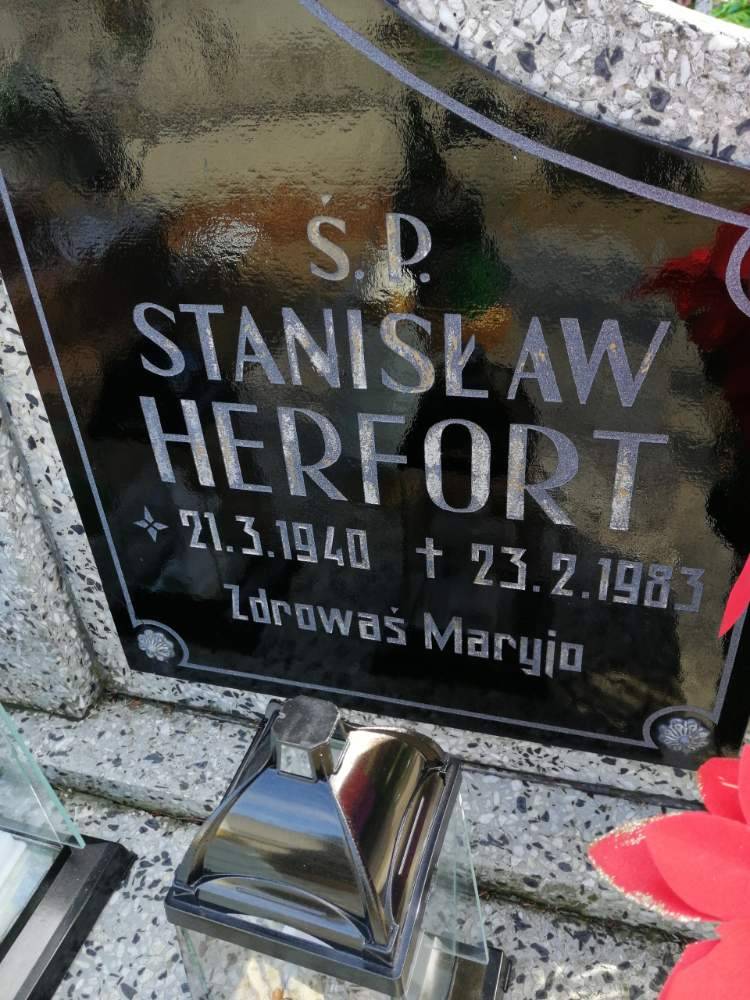 Ś.P.
STANISŁAW
HERFORT
21.3.1940 † 23.2.1983
Zdrowaś Maryjo